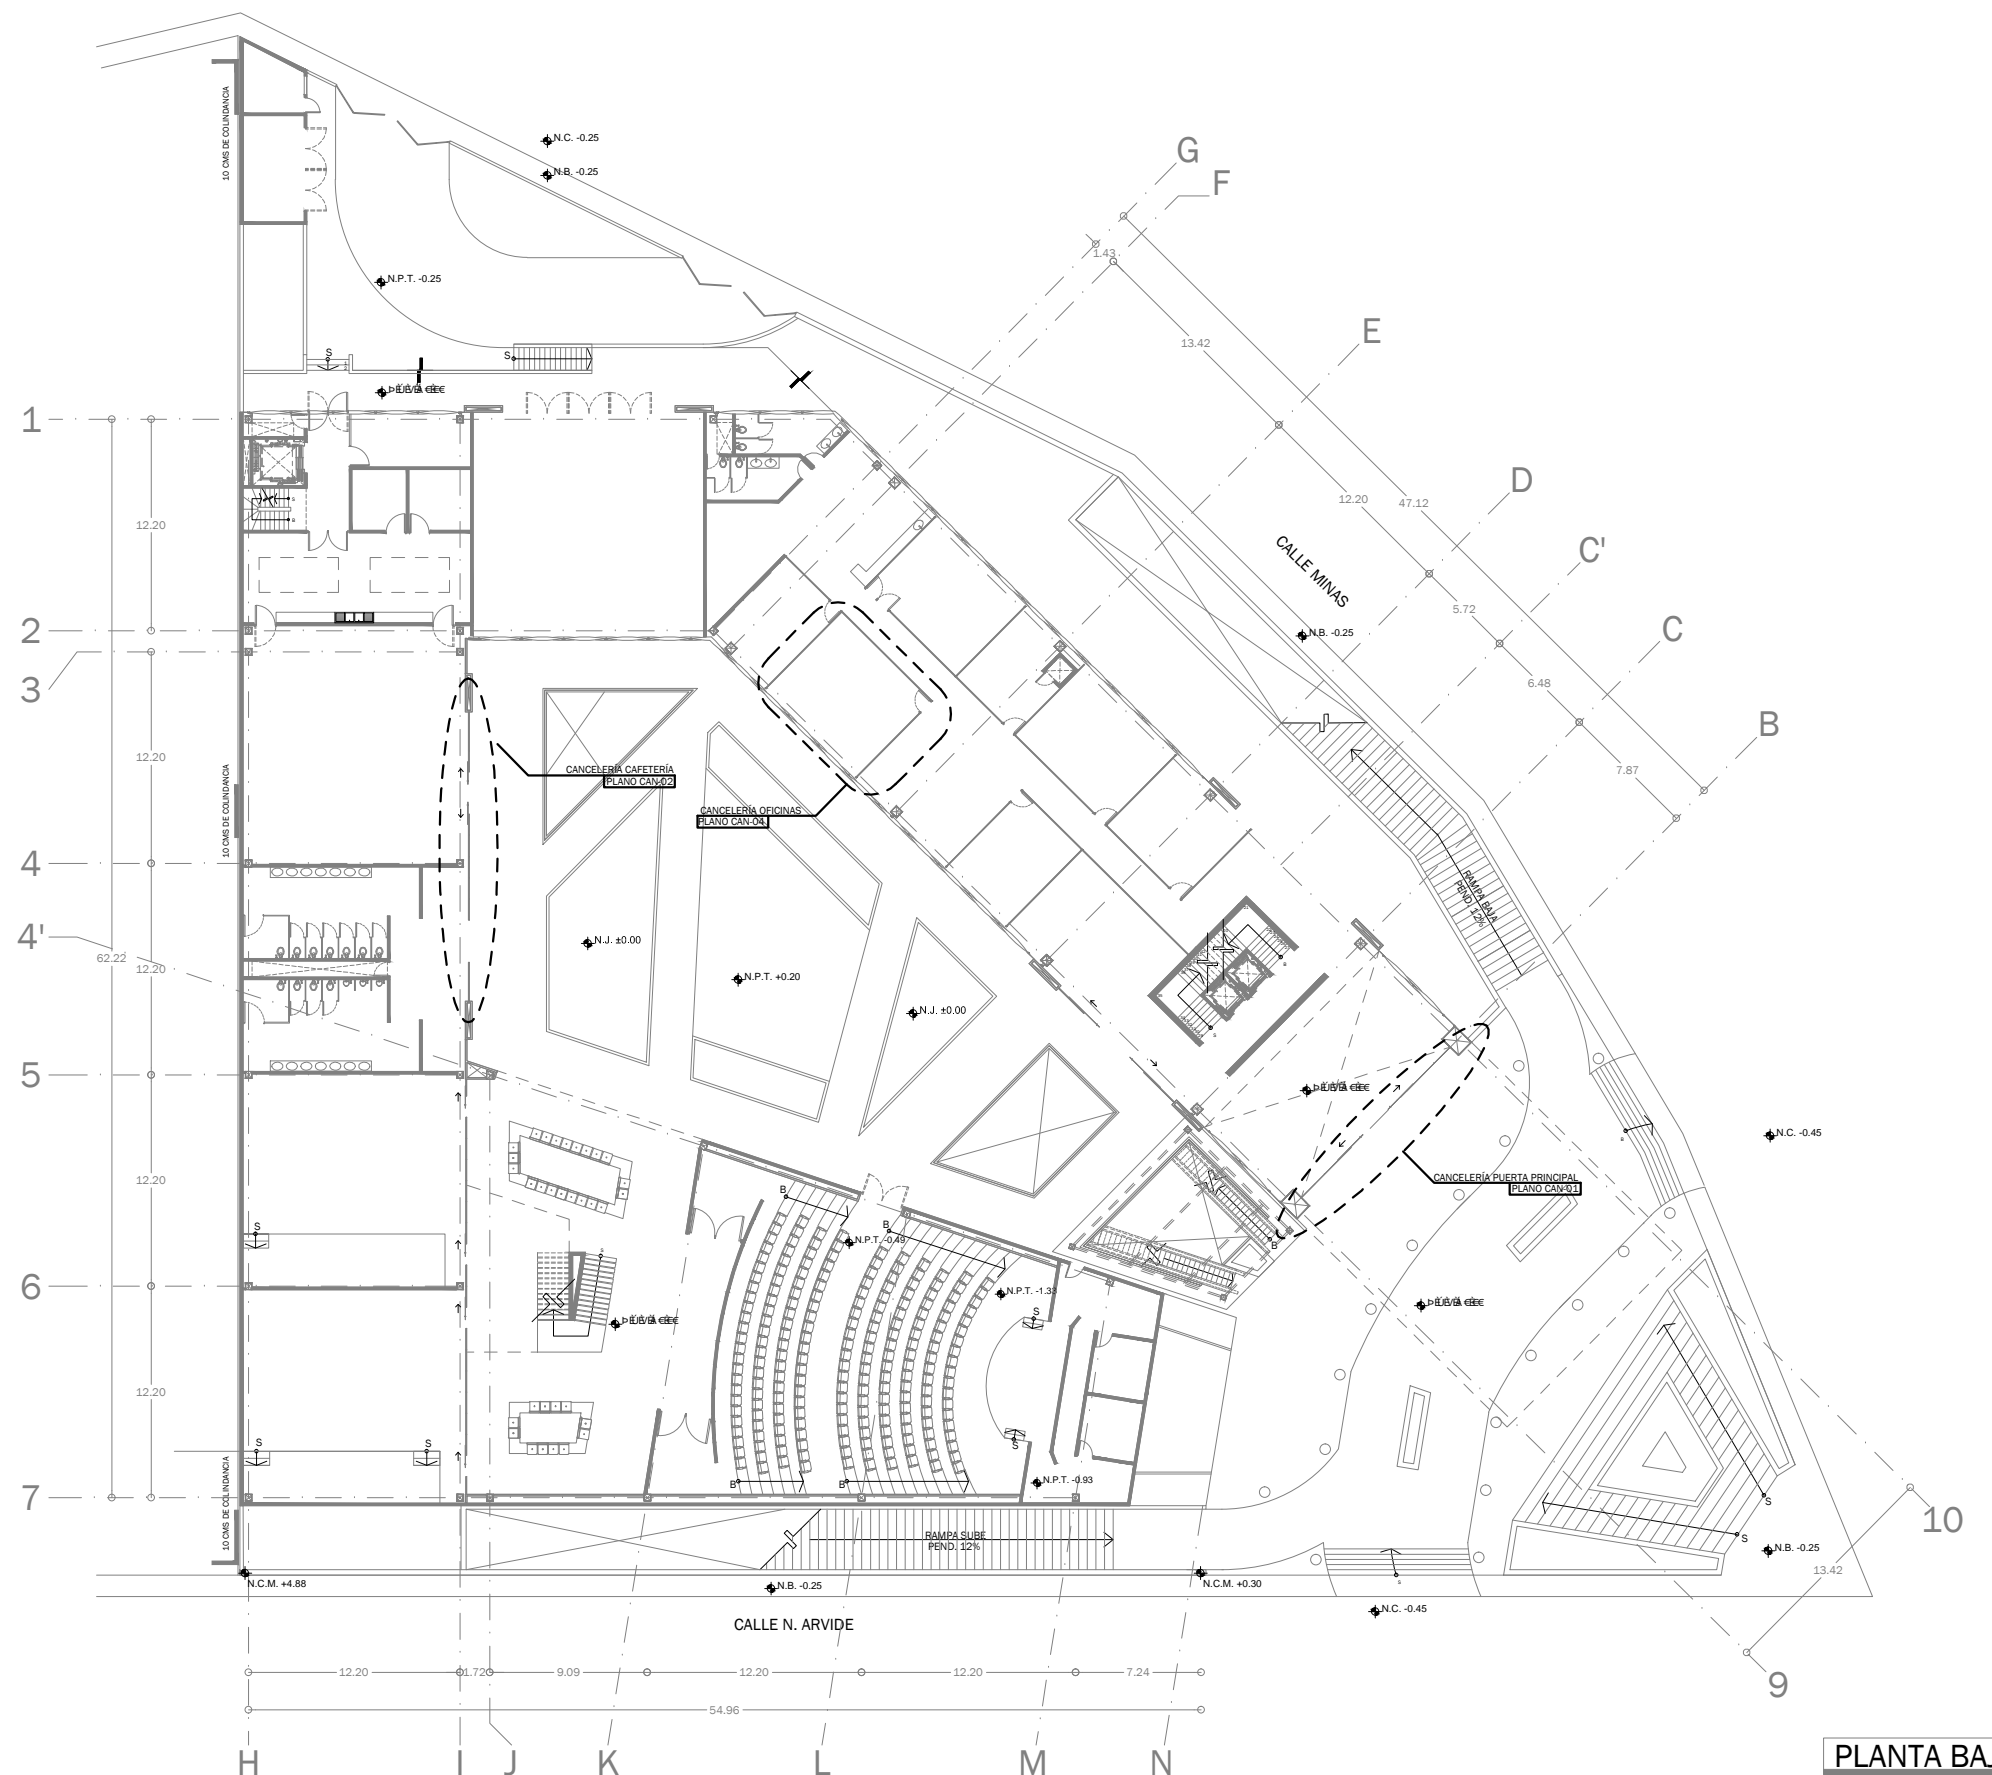 10 CMS DE COLINDANCIA
N.C. -0.25
N.B. -0.25
G
F
1.43
N.P.T. -0.25
13.42
E
S
S
1
12.20
47.12
D
12.20
CALLE MINAS
C'
5.72
2
N.B. -0.25
C
3
6.48
B
12.20
7.87
10 CMS DE COLINDANCIA
CANCELERÍA CAFETERÍA
PLANO CAN-02
CANCELERÍA OFICINAS
PLANO CAN-04
4
RAMPA BAJA
PEND. 12%
4'
62.22
12.20
N.J. ±0.00
N.P.T. +0.20
N.J. ±0.00
5
N.C. -0.45
12.20
CANCELERÍA PUERTA PRINCIPAL
PLANO CAN-01
B
B
S
N.P.T. -0.49
B
6
N.P.T. -1.33
S
12.20
S
S
S
B
B
N.P.T. -0.93
7
S
S
10
10 CMS DE COLINDANCIA
RAMPA SUBE
PEND. 12%
N.B. -0.25
13.42
N.C.M. +4.88
N.B. -0.25
N.C.M. +0.30
N.C. -0.45
CALLE N. ARVIDE
12.20
1.72
9.09
12.20
12.20
7.24
9
54.96
H
I
J
K
L
M
N
PLANTA BAJ